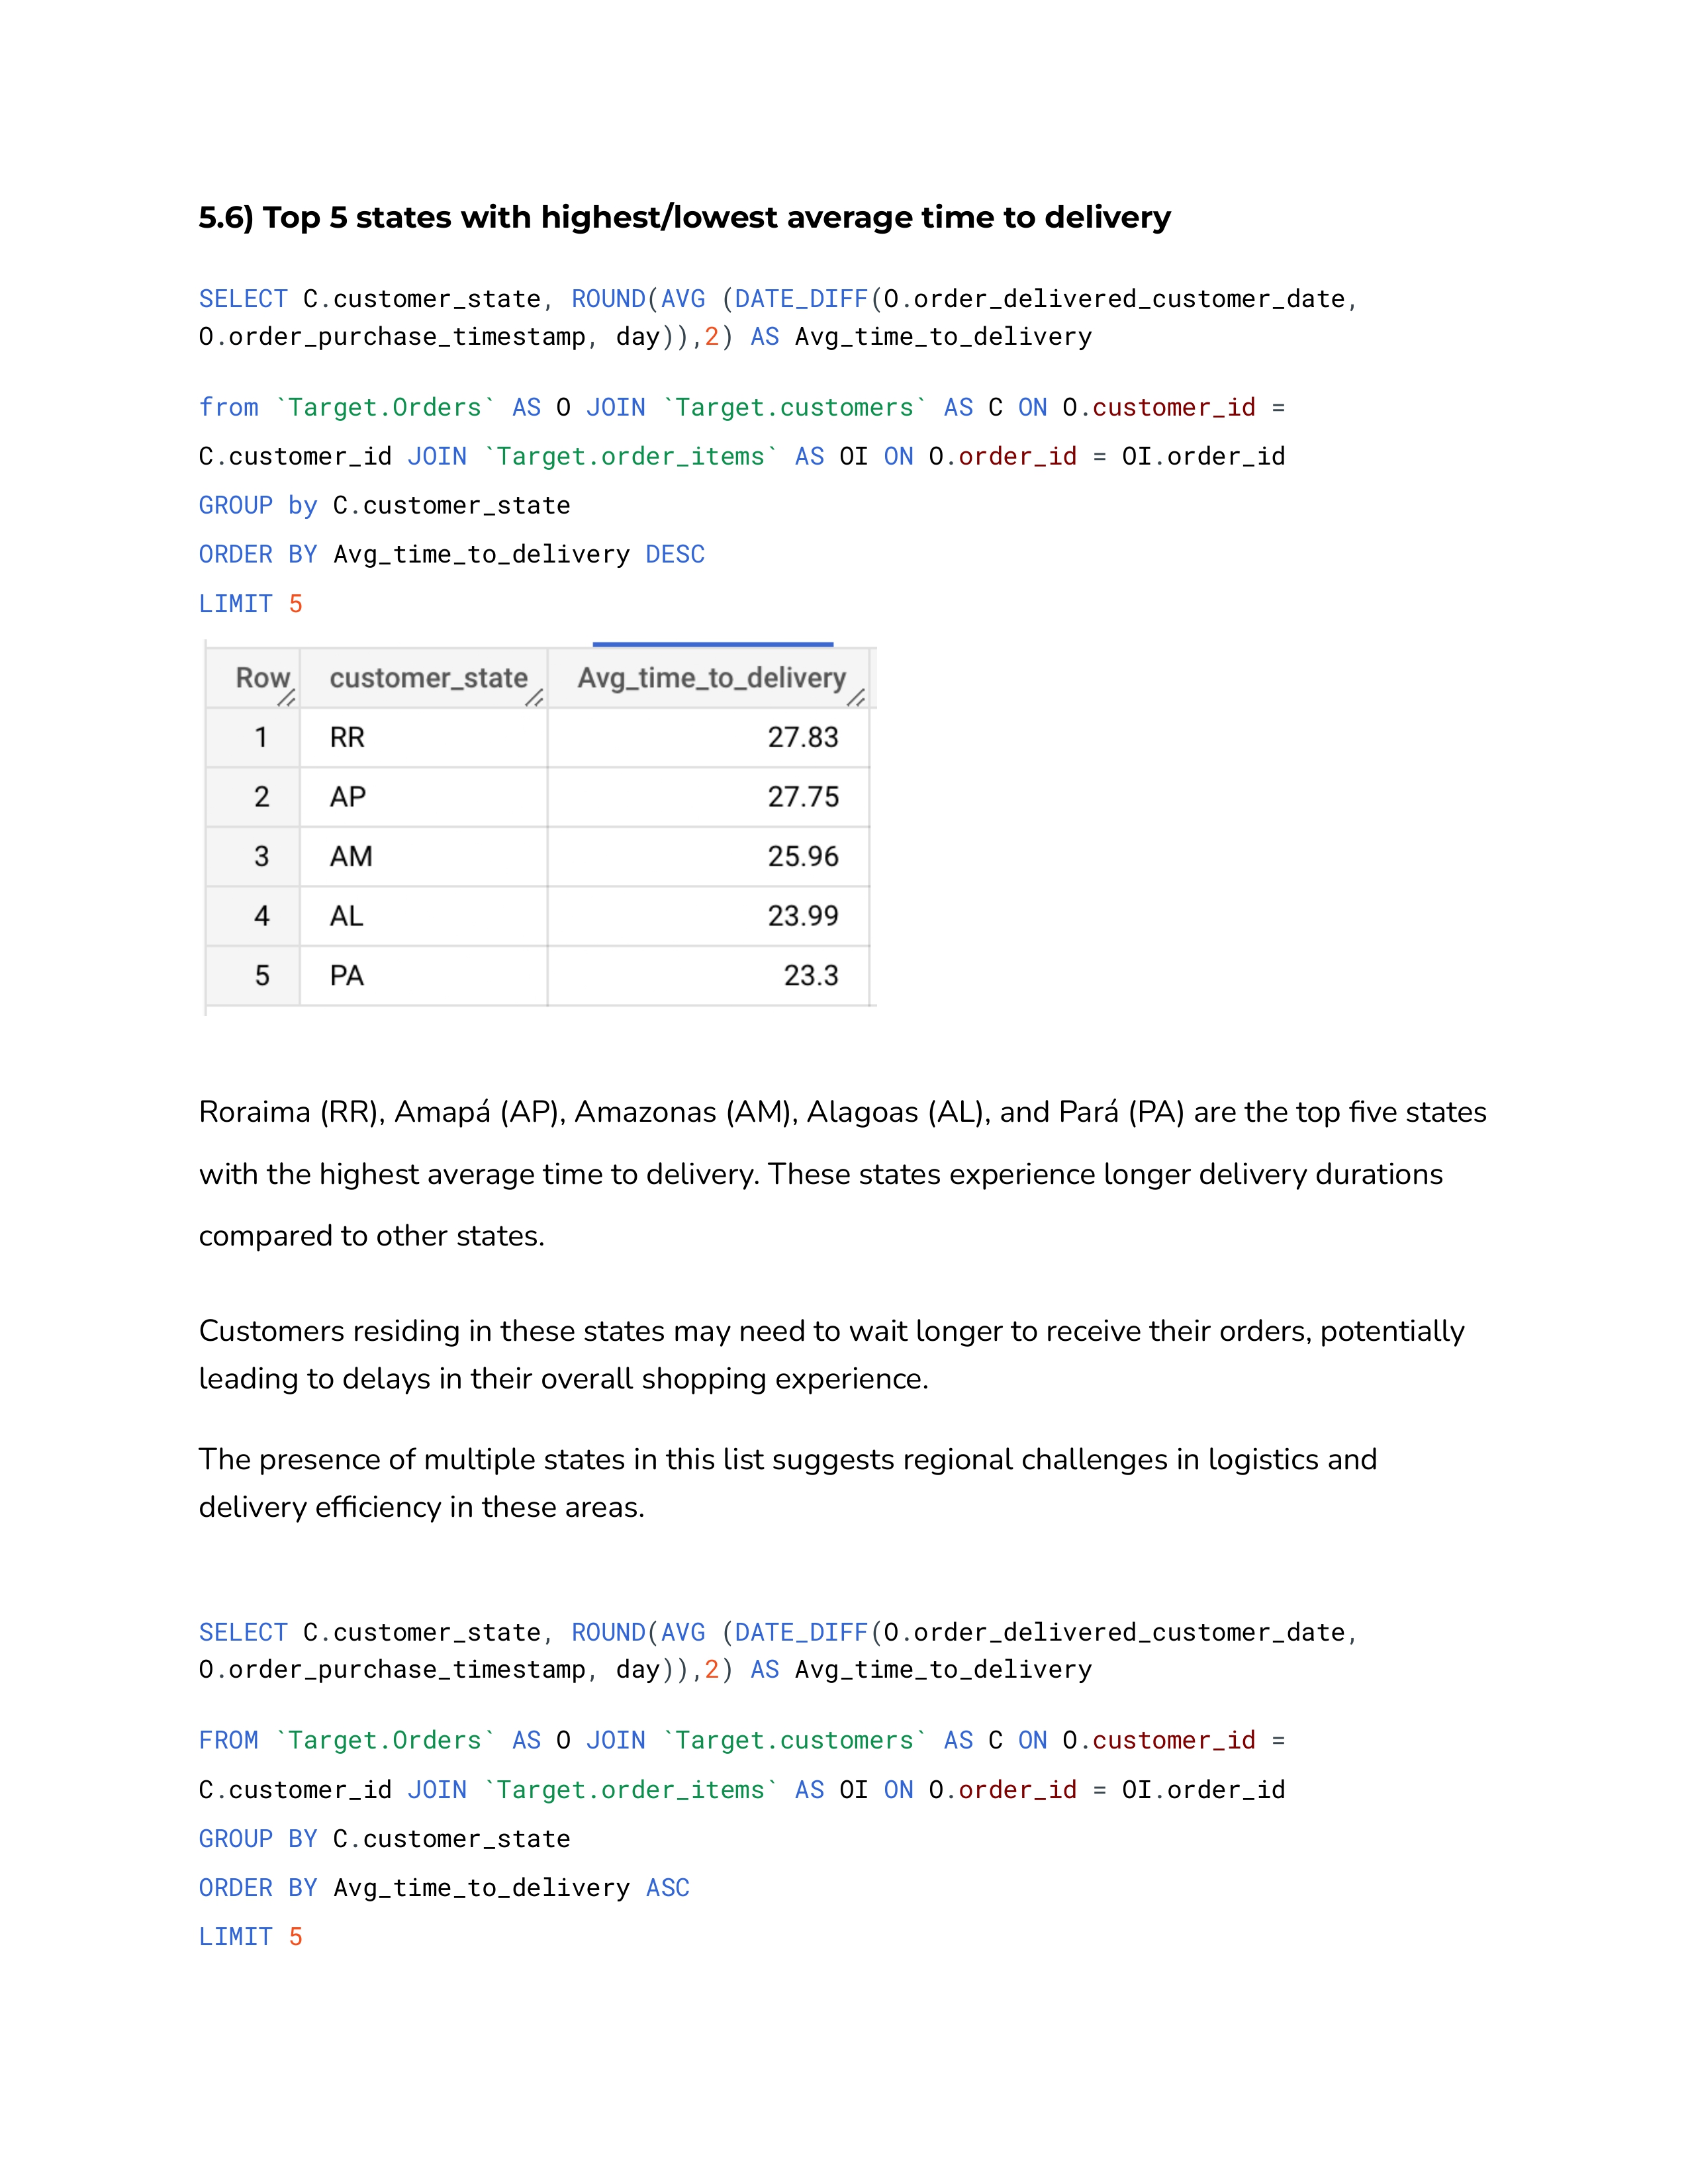 5.6) Top 5 states with highest/lowest average time to delivery
SELECT C.customer_state, ROUND(AVG (DATE_DIFF(O.order_delivered_customer_date,
O.order_purchase_timestamp, day)),2) AS Avg_time_to_delivery
from `Target.Orders` AS O JOIN `Target.customers` AS C ON O.customer_id =
C.customer_id JOIN `Target.order_items` AS OI ON O.order_id = OI.order_id
GROUP by C.customer_state
ORDER BY Avg_time_to_delivery DESC
LIMIT 5
Row customer_state Avg_time_to_delivery
1 RR 27.83
2 AP 27.75
3 AM 25.96
4 AL 23.99
5 PA 23.3
Roraima (RR), Amapá (AP), Amazonas (AM), Alagoas (AL), and Pará (PA) are the top five states
with the highest average time to delivery. These states experience longer delivery durations
compared to other states.
Customers residing in these states may need to wait longer to receive their orders, potentially
leading to delays in their overall shopping experience.
The presence of multiple states in this list suggests regional challenges in logistics and
delivery efficiency in these areas.
SELECT C.customer_state, ROUND(AVG (DATE_DIFF(O.order_delivered_customer_date,
O.order_purchase_timestamp, day)),2) AS Avg_time_to_delivery
FROM `Target.Orders` AS O JOIN `Target.customers` AS C ON O.customer_id =
C.customer_id JOIN `Target.order_items` AS OI ON O.order_id = OI.order_id
GROUP BY C.customer_state
ORDER BY Avg_time_to_delivery ASC
LIMIT 5